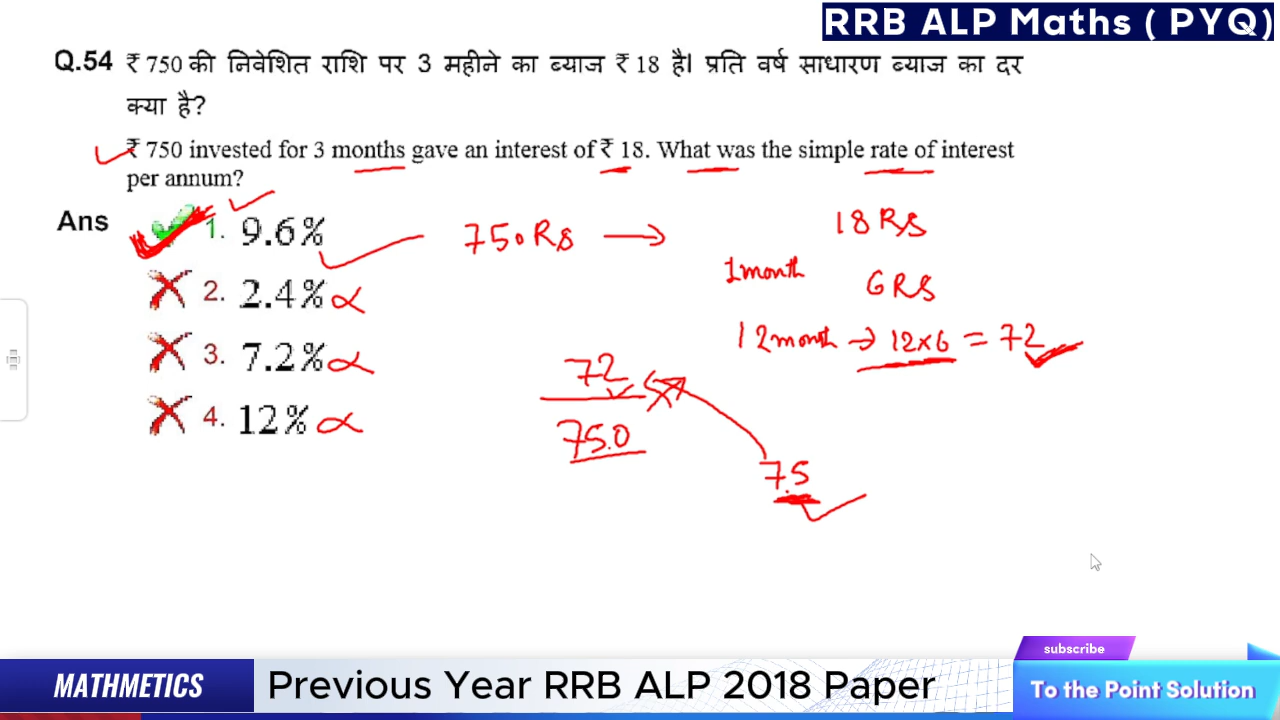 RRB ALP Maths ( PYQ)
Q.54 ₹ 750 की निवेशित राशि पर 3 महीने का ब्याज ₹ 18 है। प्रति वर्ष साधारण ब्याज का दर
क्या है?
₹ 750 invested for 3 months gave an interest of ₹ 18. What was the simple rate of interest
per annum?
Ans
1. 9.6%
2. 2.4%
3. 7.2%
4. 12%
750 Rs →
18 Rs
1 month
6 Rs
12 month → 12×6 = 72
72
75.0
7.5
subscribe
MATHMETICS
Previous Year RRB ALP 2018 Paper
To the Point Solution